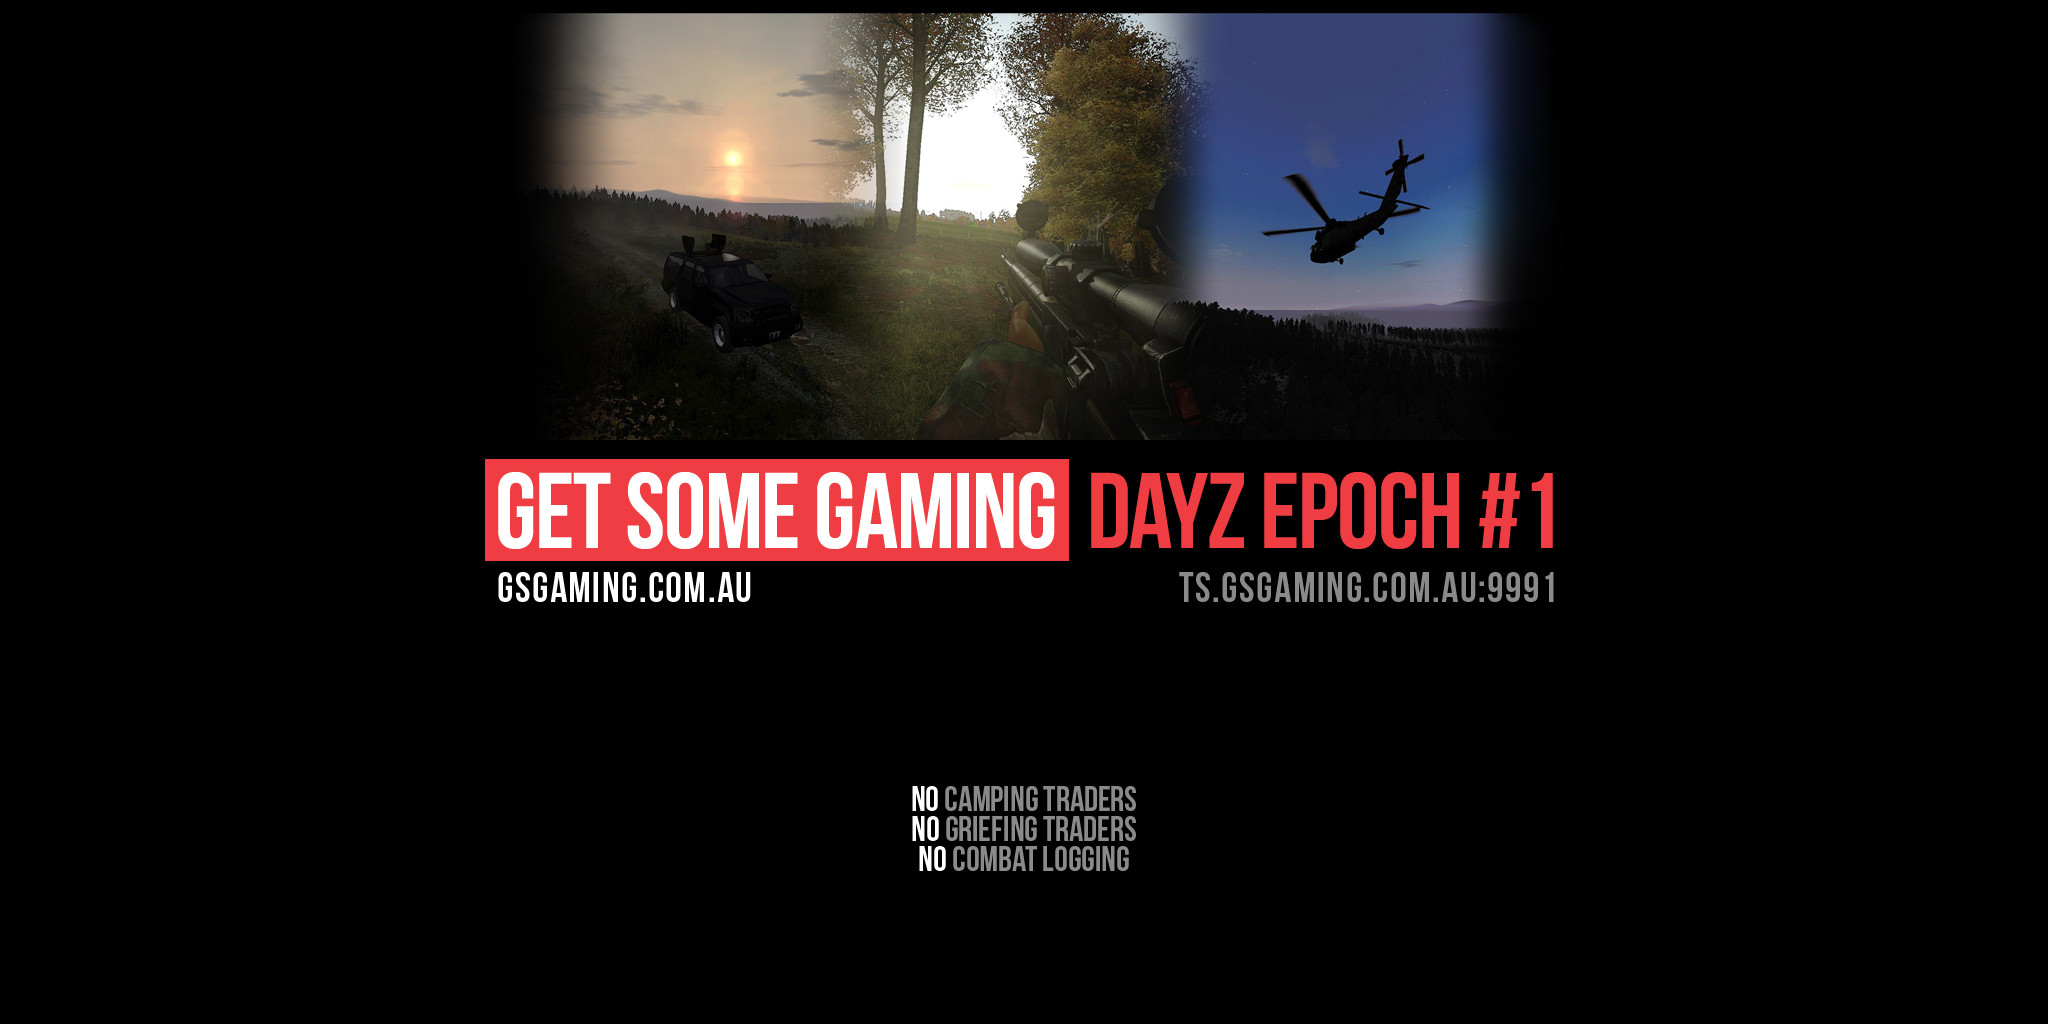 GET SOME GAMING DAYZ EPOCH #1
GSGAMING.COM.AU TS.GSGAMING.COM.AU:9991
NO CAMPING TRADERS
NO GRIEFING TRADERS
NO COMBAT LOGGING